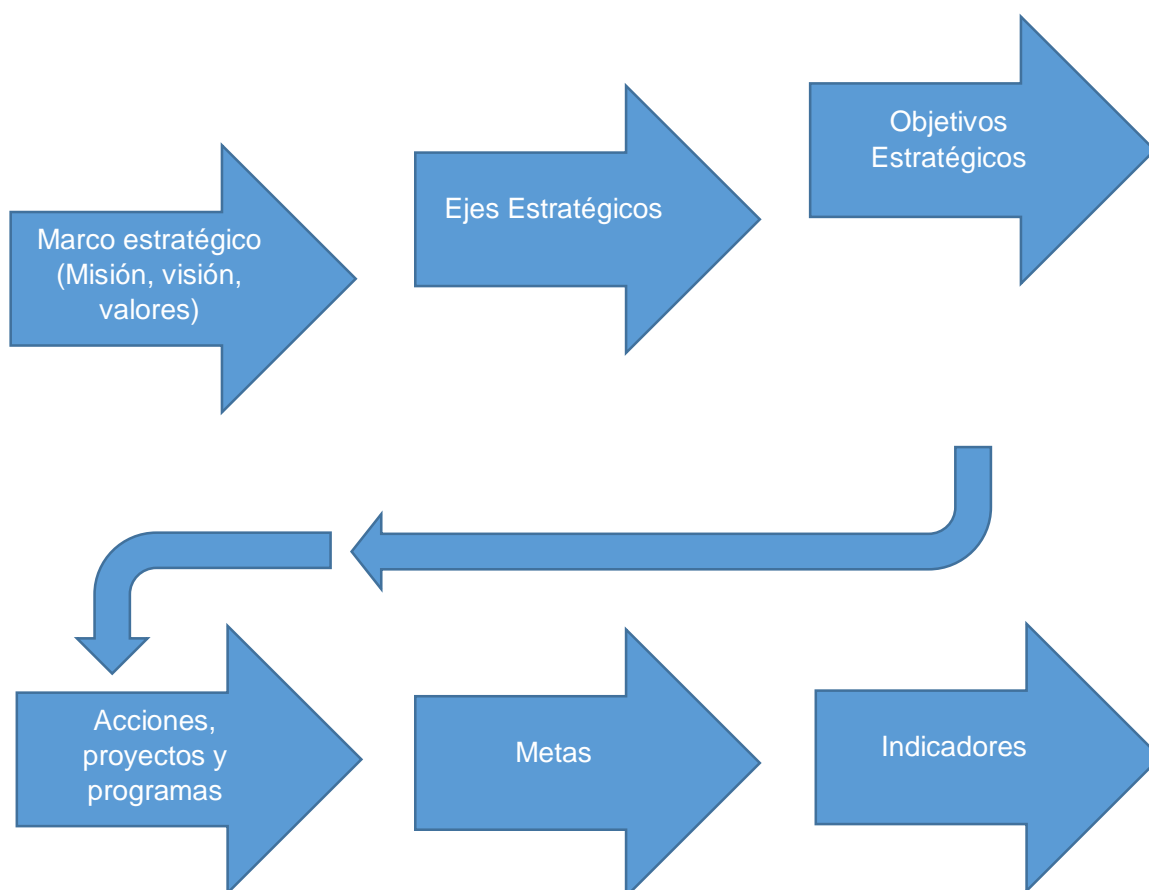 Marco estratégico
(Misión, visión,
valores)
Ejes Estratégicos
Objetivos
Estratégicos
Acciones,
proyectos y
programas
Metas
Indicadores